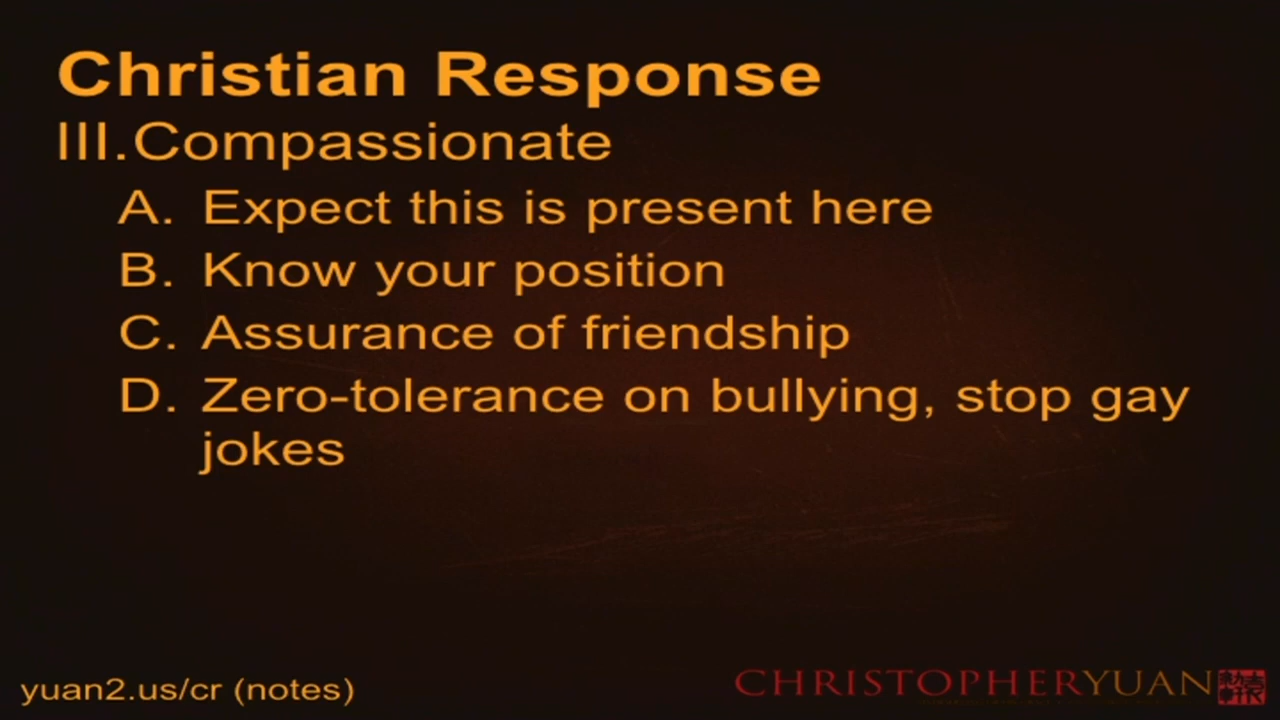 Christian Response
III. Compassionate
A. Expect this is present here
B. Know your position
C. Assurance of friendship
D. Zero-tolerance on bullying, stop gay
jokes
yuan2.us/cr (notes)
CHRISTOPHERYUAN